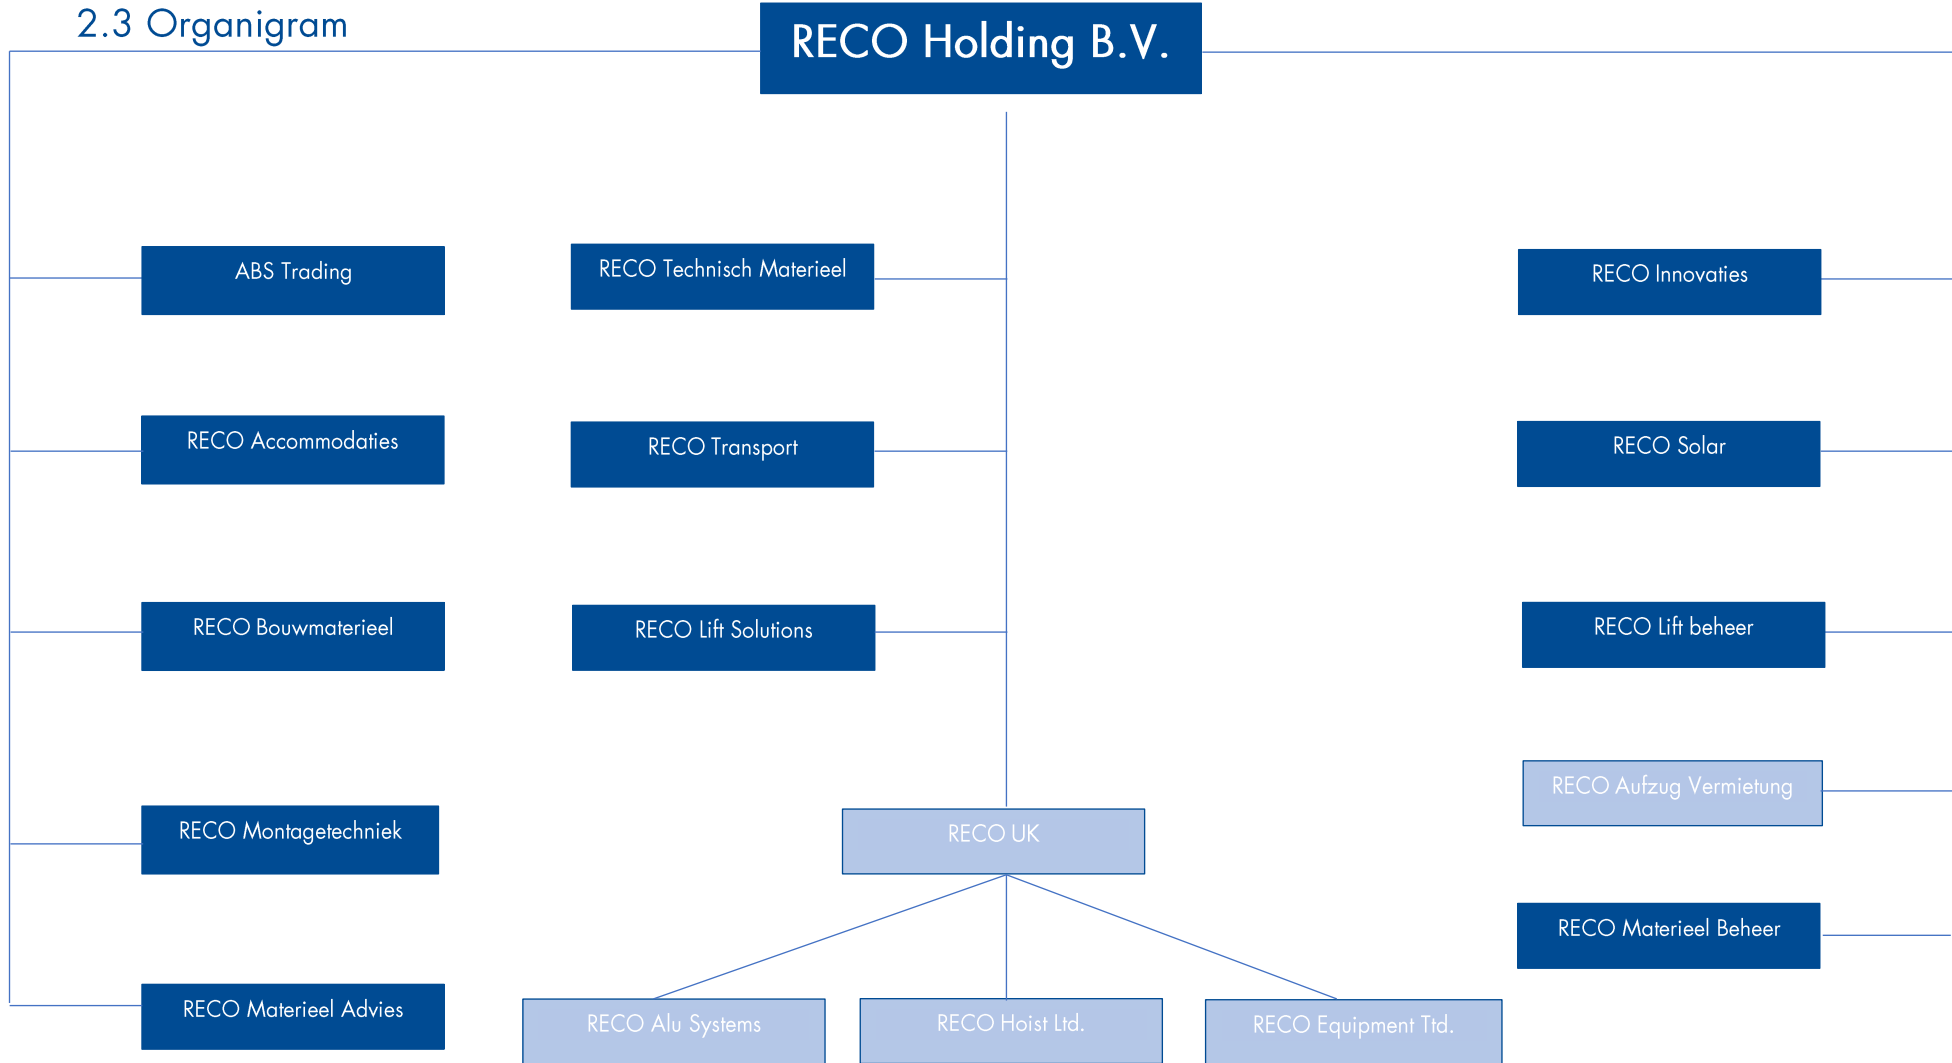 2.3 Organigram
RECO Holding B.V.
ABS Trading
RECO Technisch Materieel
RECO Innovaties
RECO Accommodaties
RECO Transport
RECO Solar
RECO Bouwmaterieel
RECO Lift Solutions
RECO Lift beheer
RECO Aufzug Vermietung
RECO Montagetechniek
RECO UK
RECO Materieel Beheer
RECO Materieel Advies
RECO Alu Systems
RECO Hoist Ltd.
RECO Equipment Ttd.